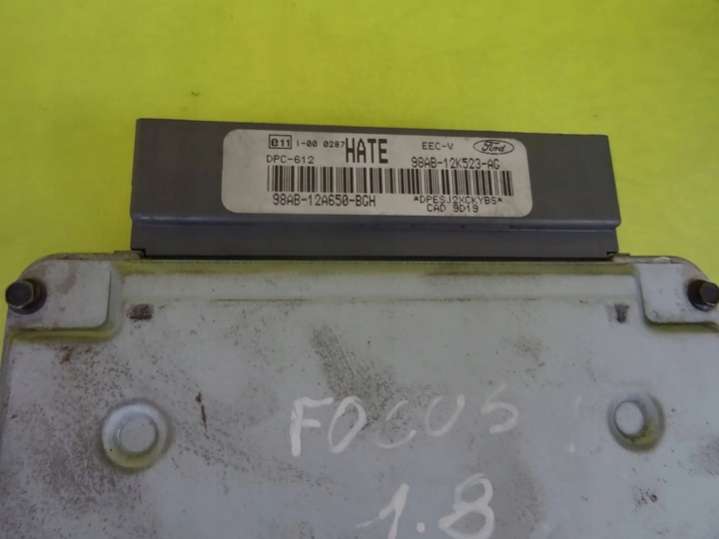 e11 1-00 0287 HATE EEC-V Ford
DPC-612 98AB-12K523-AG
98AB-12A650-BGH *DPESJ2XCKYBS*
CAD 9D19
FOCUS
1.8